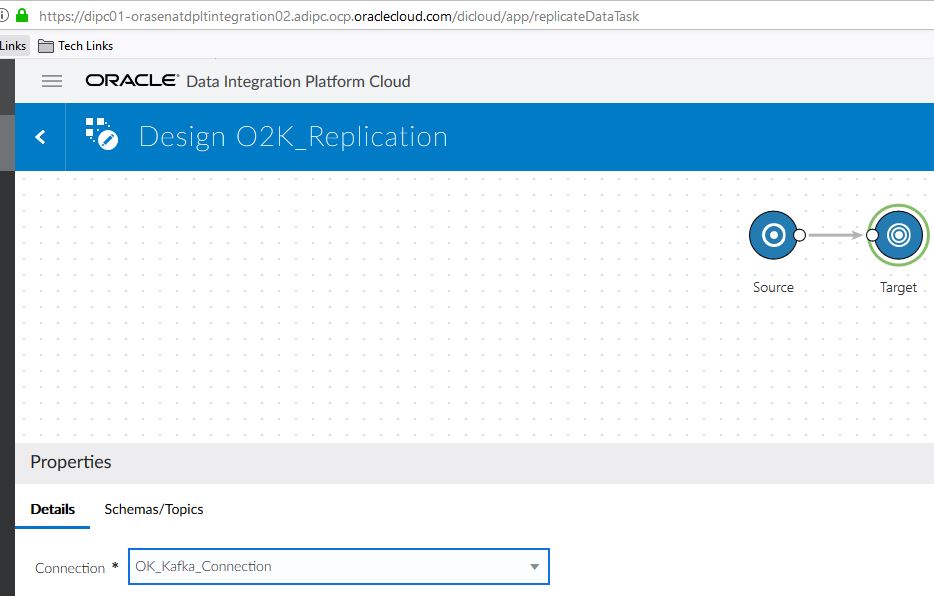 https://dipc01-orasenatdpltintegration02.adipc.ocp.oraclecloud.com/dicloud/app/replicateDataTask
Links Tech Links
ORACLE® Data Integration Platform Cloud
Design O2K_Replication
Source Target
Properties
Details Schemas/Topics
Connection * OK_Kafka_Connection